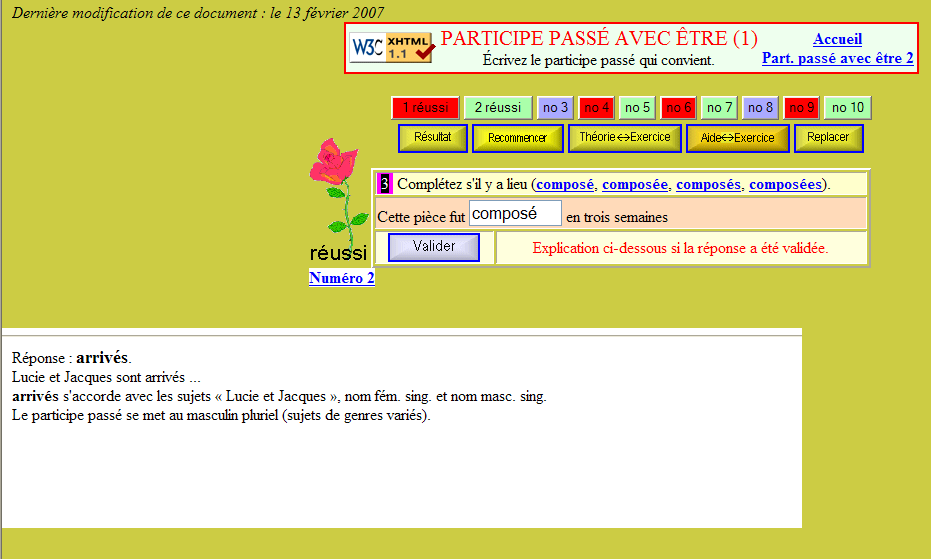 Dernière modification de ce document : le 13 février 2007
W3C XHTML 1.1
PARTICIPE PASSÉ AVEC ÊTRE (1)
Écrivez le participe passé qui convient.
Accueil
Part. passé avec être 2
1 réussi 2 réussi no 3 no 4 no 5 no 6 no 7 no 8 no 9 no 10
Résultat Recommencer Théorie<->Exercice Aide<->Exercice Replacer
3 Complétez s'il y a lieu (composé, composée, composés, composées).
Cette pièce fut composé en trois semaines
Valider Explication ci-dessous si la réponse a été validée.
réussi
Numéro 2
Réponse : arrivés.
Lucie et Jacques sont arrivés ...
arrivés s'accorde avec les sujets « Lucie et Jacques », nom fém. sing. et nom masc. sing.
Le participe passé se met au masculin pluriel (sujets de genres variés).